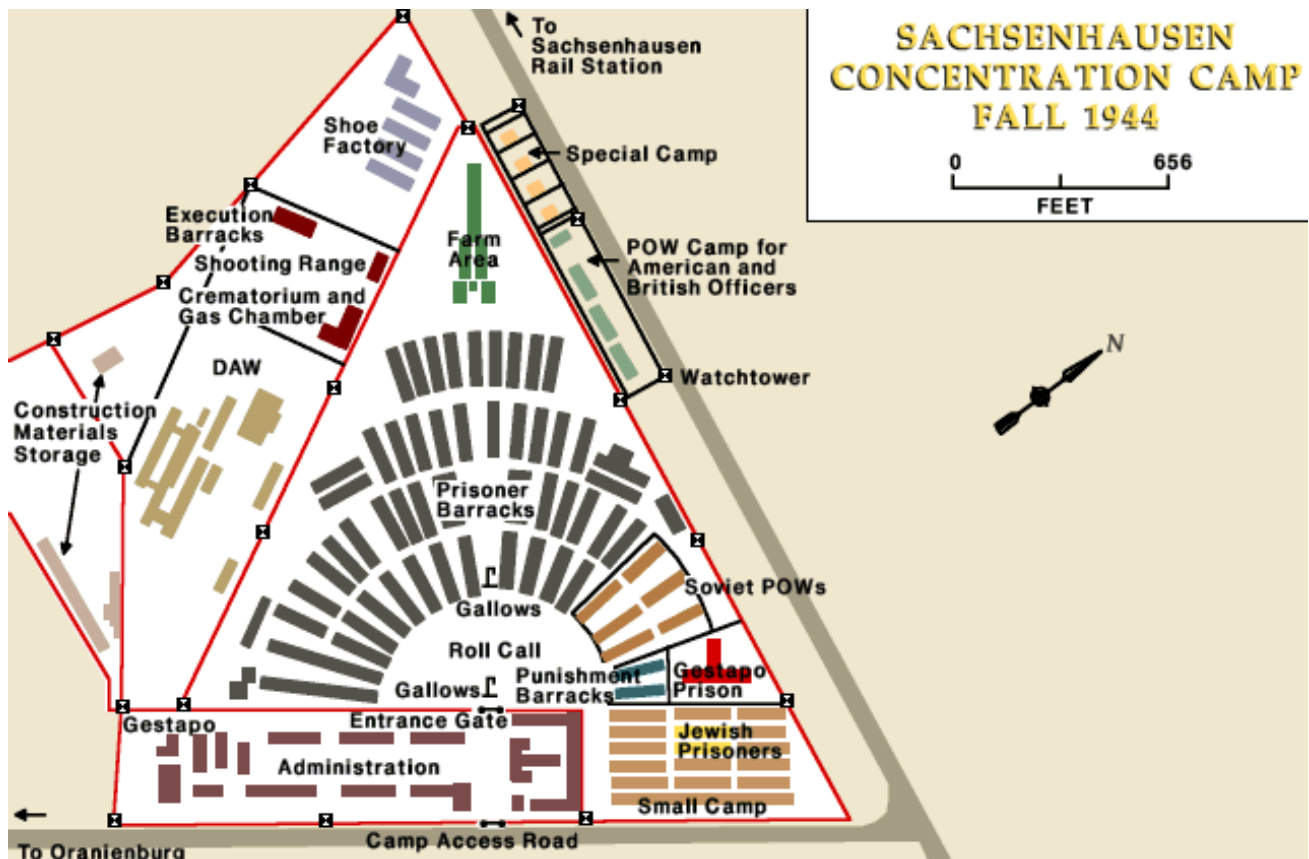 SACHSENHAUSEN
CONCENTRATION CAMP
FALL 1944
0 656
FEET
To
Sachsenhausen
Rail Station
Shoe
Factory
Special Camp
Execution
Barracks
Farm
Area
POW Camp for
American and
British Officers
Shooting Range
Crematorium and
Gas Chamber
N
DAW
Watchtower
Construction
Materials
Storage
Prisoner
Barracks
Soviet POWs
Gallows
Roll Call
Punishment
Barracks
Gestapo
Prison
Gallows
Gestapo
Entrance Gate
Jewish
Prisoners
Administration
Small Camp
Camp Access Road
To Oranienburg